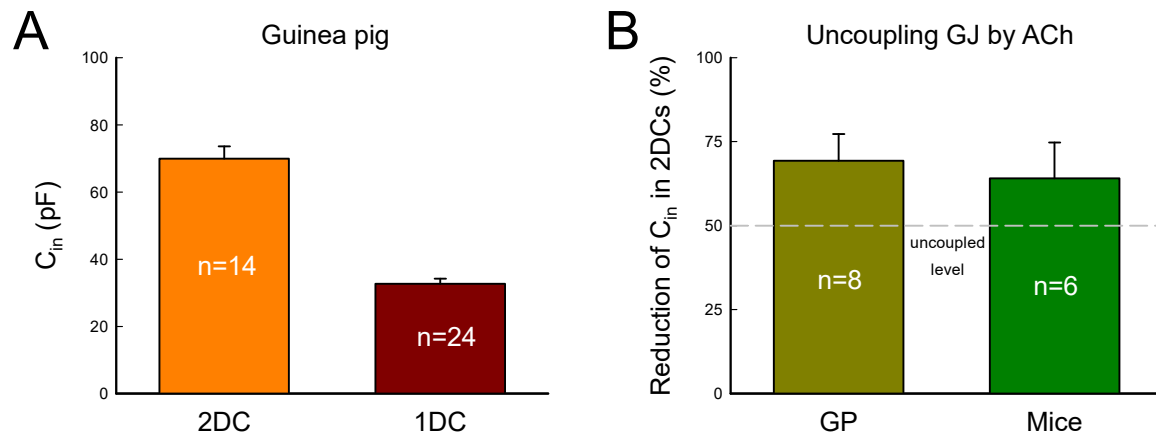 A
Guinea pig
C_in (pF)
100
80
60
40
20
0
n=14
n=24
2DC
1DC
B
Uncoupling GJ by ACh
Reduction of C_in in 2DCs (%)
100
75
50
25
0
uncoupled
level
n=8
n=6
GP
Mice